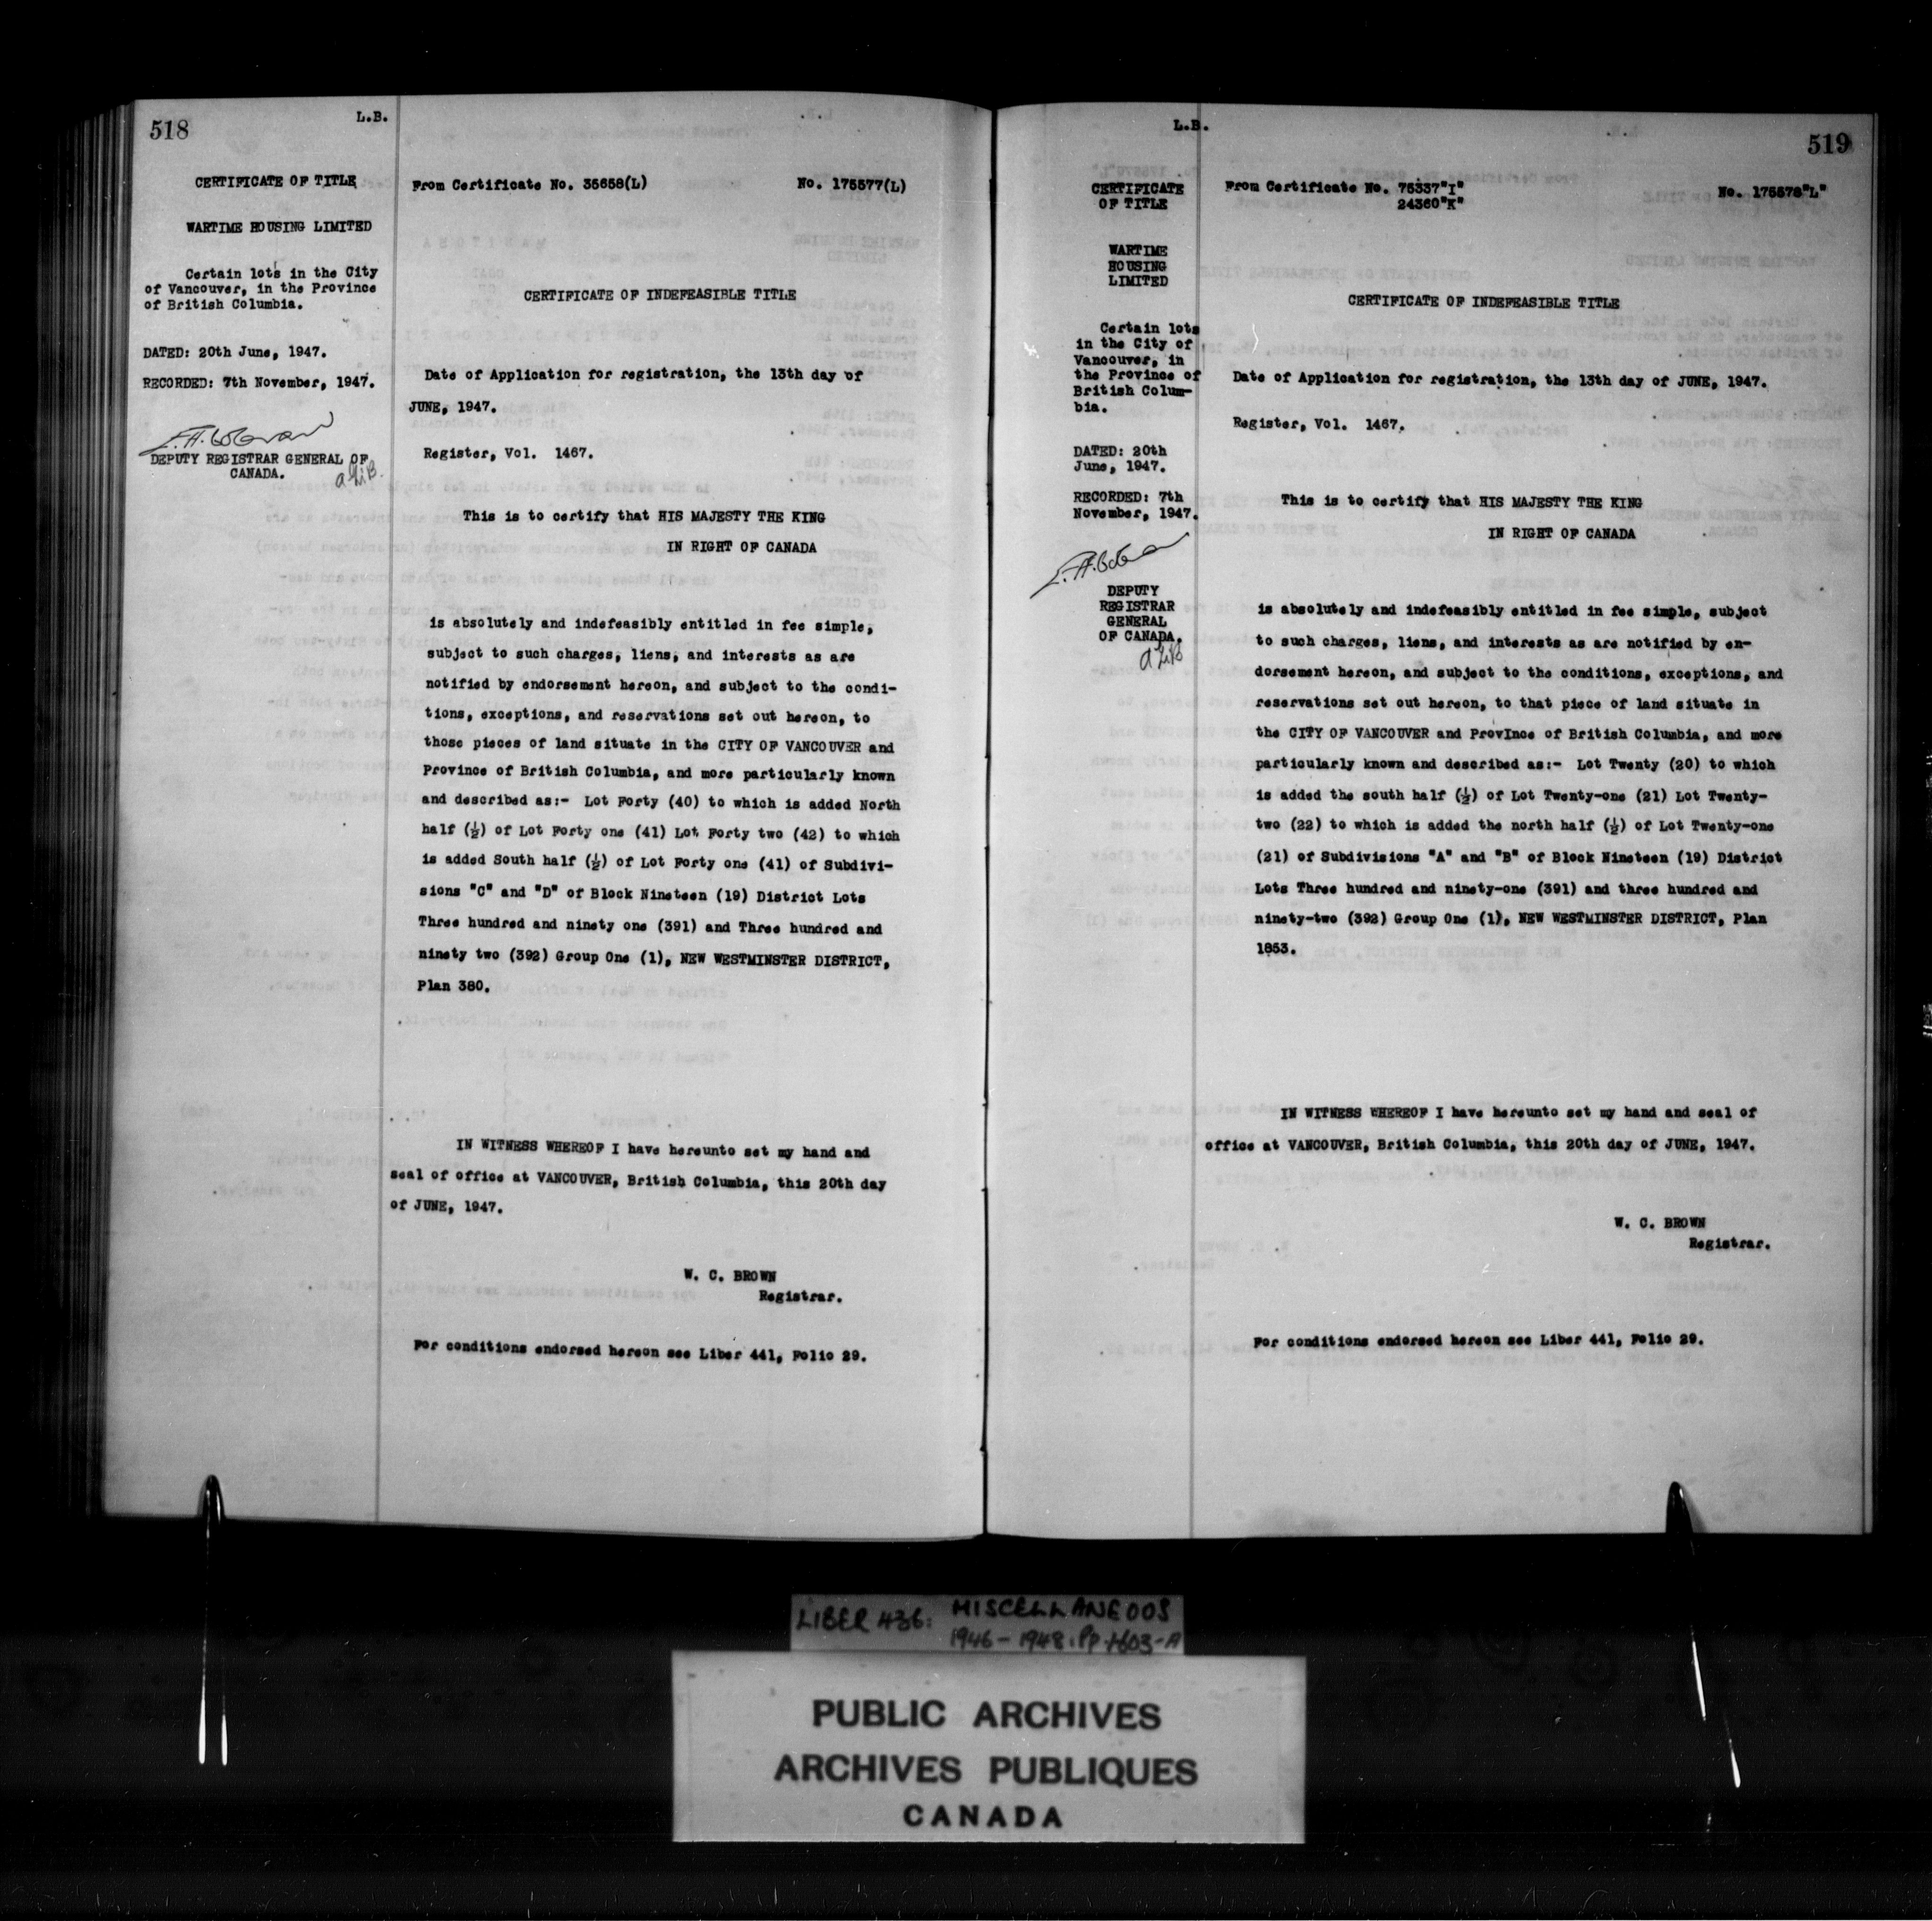 518
L.B.
CERTIFICATE OF TITLE
WARTIME HOUSING LIMITED
Certain lots in the City
of Vancouver, in the Province
of British Columbia.
DATED: 20th June, 1947.
RECORDED: 7th November, 1947.
DEPUTY REGISTRAR GENERAL OF
CANADA.
From Certificate No. 35658(L) No. 175577(L)
CERTIFICATE OF INDEFEASIBLE TITLE
Date of Application for registration, the 13th day of
JUNE, 1947.
Register, Vol. 1467.
This is to certify that HIS MAJESTY THE KING
IN RIGHT OF CANADA
is absolutely and indefeasibly entitled in fee simple,
subject to such charges, liens, and interests as are
notified by endorsement hereon, and subject to the condi-
tions, exceptions, and reservations set out hereon, to
those pieces of land situate in the CITY OF VANCOUVER and
Province of British Columbia, and more particularly known
and described as:- Lot Forty (40) to which is added North
half (½) of Lot Forty one (41) Lot Forty two (42) to which
is added South half (½) of Lot Forty one (41) of Subdivi-
sions "C" and "D" of Block Nineteen (19) District Lots
Three hundred and ninety one (391) and Three hundred and
ninety two (392) Group One (1), NEW WESTMINSTER DISTRICT,
Plan 380.
IN WITNESS WHEREOF I have hereunto set my hand and
seal of office at VANCOUVER, British Columbia, this 20th day
of JUNE, 1947.
W. C. BROWN
Registrar.
For conditions endorsed hereon see Liber 441, Folio 29.
L.B.
519
CERTIFICATE
OF TITLE
WARTIME
HOUSING
LIMITED
Certain lots
in the City of
Vancouver, in
the Province of
British Colum-
bia.
DATED: 20th
June, 1947.
RECORDED: 7th
November, 1947.
DEPUTY
REGISTRAR
GENERAL
OF CANADA.
From Certificate No. 75337"I" No. 175578"L"
24360"K"
CERTIFICATE OF INDEFEASIBLE TITLE
Date of Application for registration, the 13th day of JUNE, 1947.
Register, Vol. 1467.
This is to certify that HIS MAJESTY THE KING
IN RIGHT OF CANADA
is absolutely and indefeasibly entitled in fee simple, subject
to such charges, liens, and interests as are notified by en-
dorsement hereon, and subject to the conditions, exceptions, and
reservations set out hereon, to that piece of land situate in
the CITY OF VANCOUVER and ProvInce of British Columbia, and more
particularly known and described as:- Lot Twenty (20) to which
is added the south half (½) of Lot Twenty-one (21) Lot Twenty-
two (22) to which is added the north half (½) of Lot Twenty-one
(21) of Subdivisions "A" and "B" of Block Nineteen (19) District
Lots Three hundred and ninety-one (391) and three hundred and
ninety-two (392) Group One (1), NEW WESTMINSTER DISTRICT, Plan
1853.
IN WITNESS WHEREOF I have hereunto set my hand and seal of
office at VANCOUVER, British Columbia, this 20th day of JUNE, 1947.
W. C. BROWN
Registrar.
For conditions endorsed hereon see Liber 441, Folio 29.
LIBER 436: MISCELLANEOUS
1946-1948: PP 1-603-A
PUBLIC ARCHIVES
ARCHIVES PUBLIQUES
CANADA